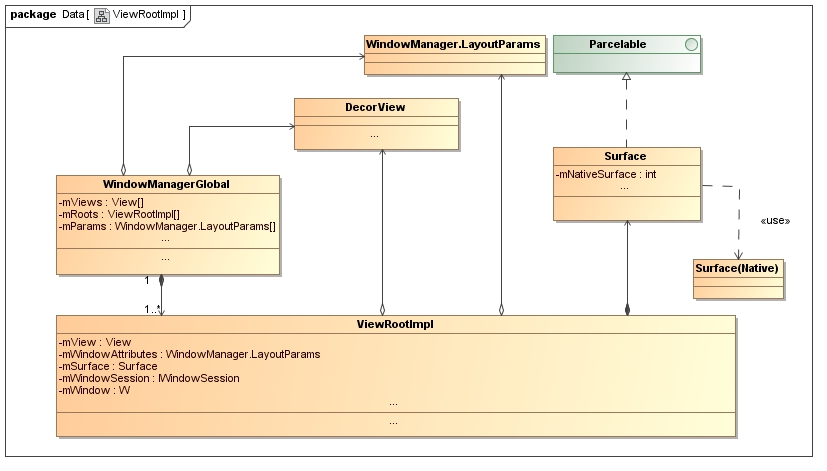 package Data[ ViewRootImpl ]
WindowManager.LayoutParams
Parcelable
DecorView
...
Surface
-mNativeSurface : int
...
WindowManagerGlobal
-mViews : View[]
-mRoots : ViewRootImpl[]
-mParams : WindowManager.LayoutParams[]
...
...
«use»
Surface(Native)
1
1..*
ViewRootImpl
-mView : View
-mWindowAttributes : WindowManager.LayoutParams
-mSurface : Surface
-mWindowSession : IWindowSession
-mWindow : W
...
...